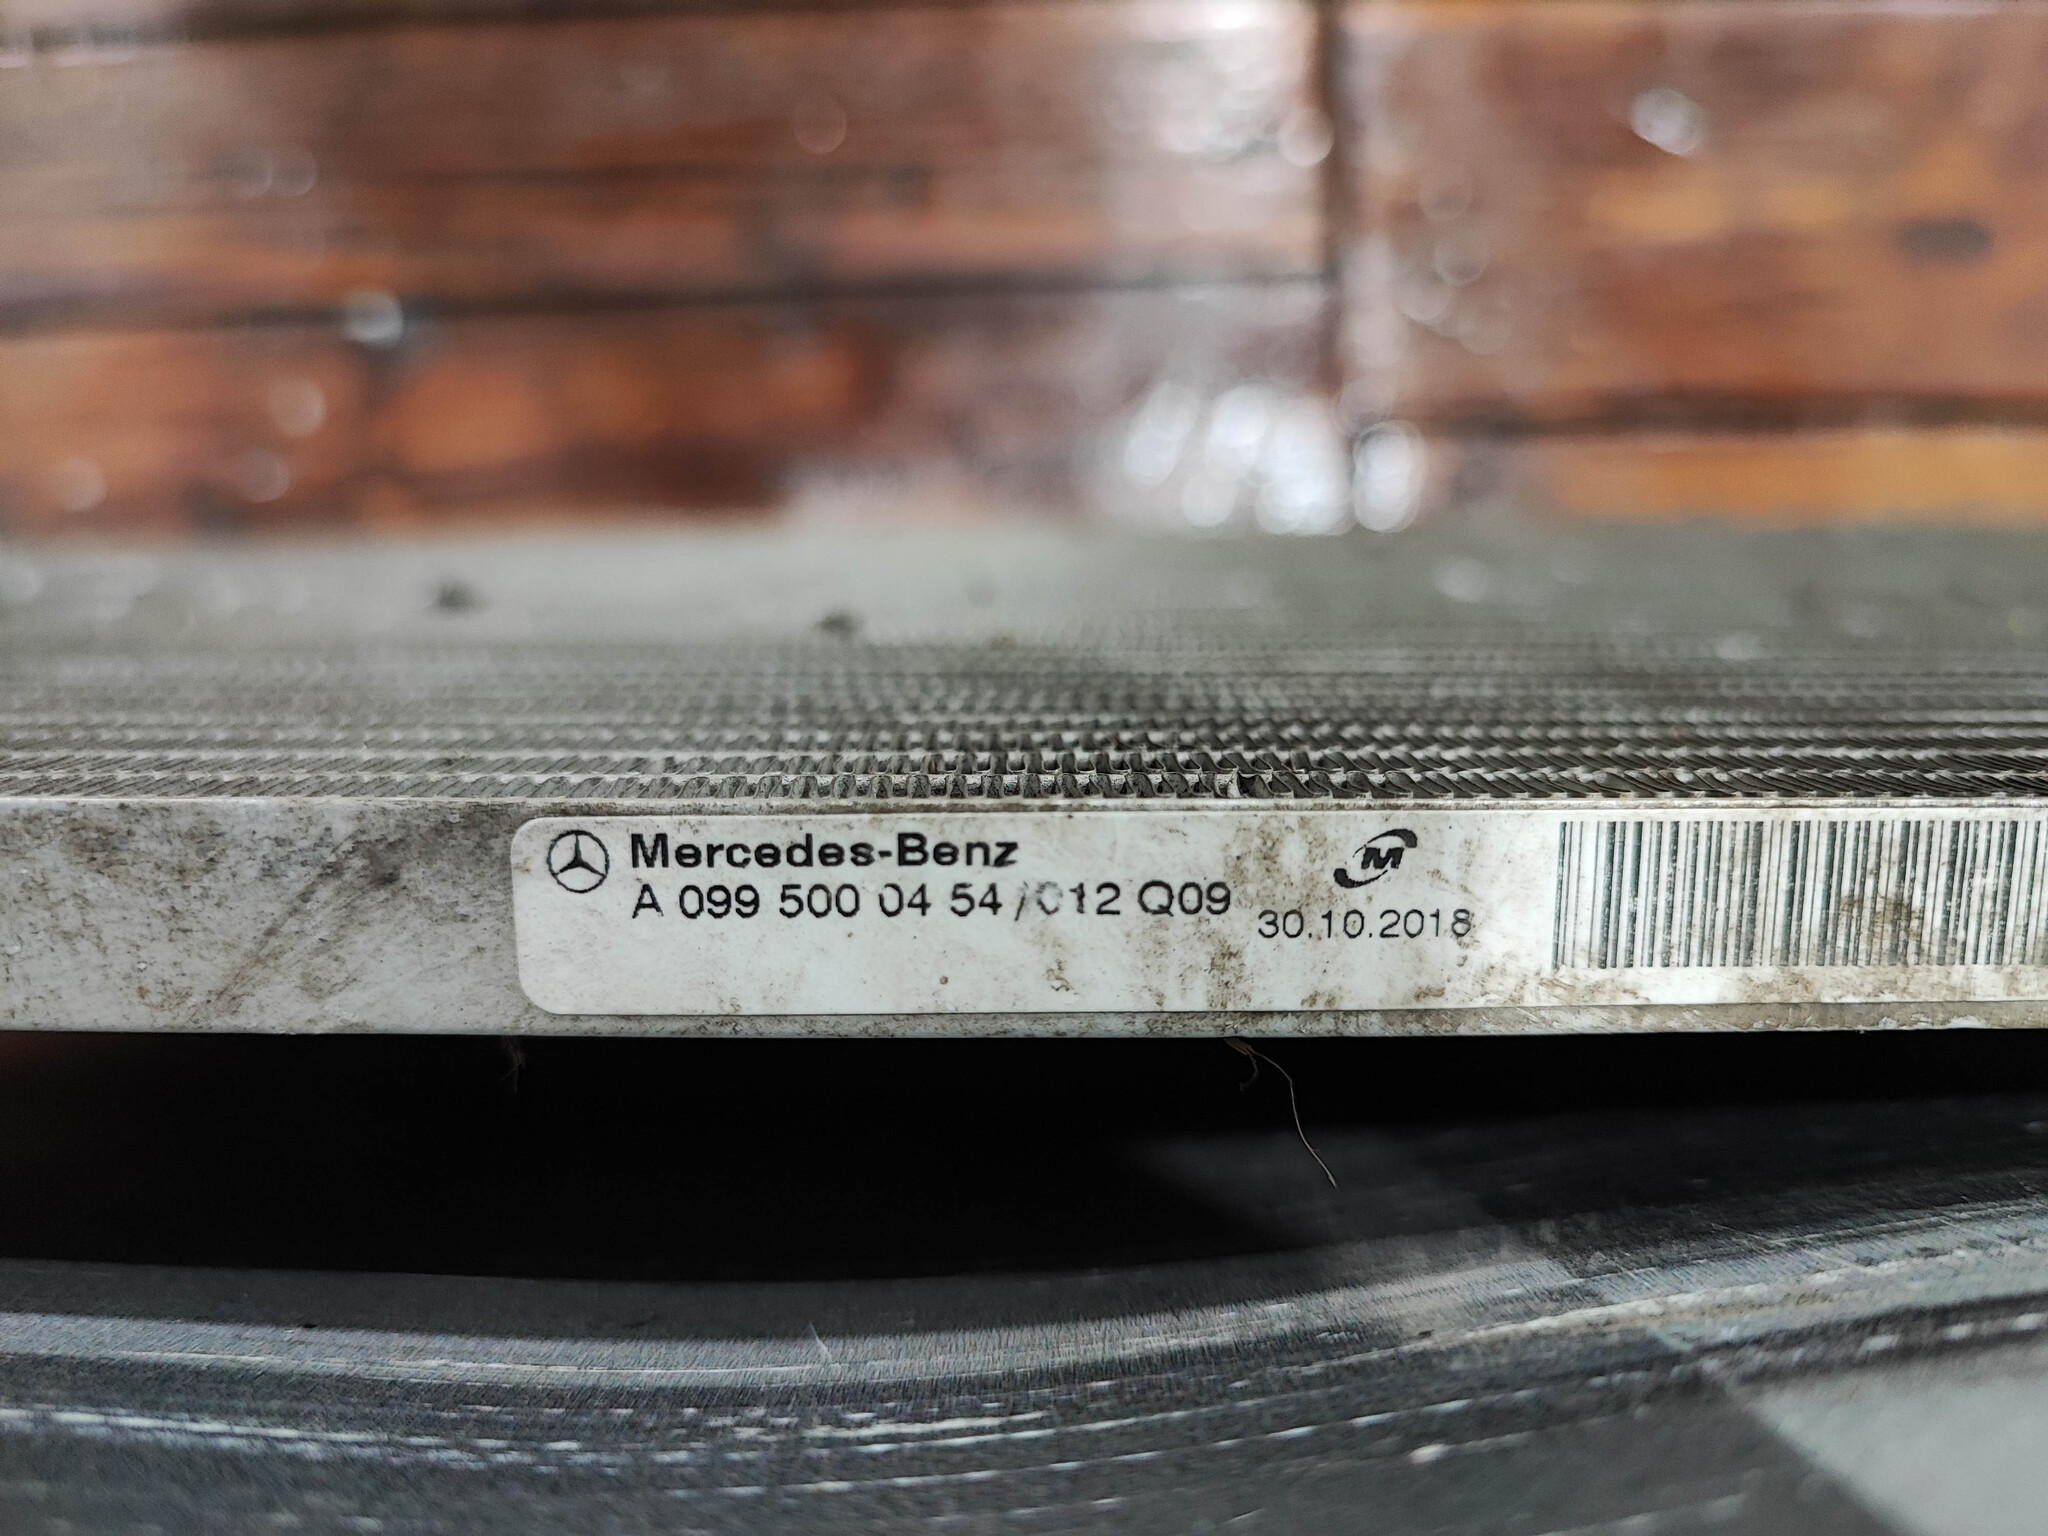 Mercedes-Benz
A 099 500 04 54 / 012 Q09
M
30.10.2018